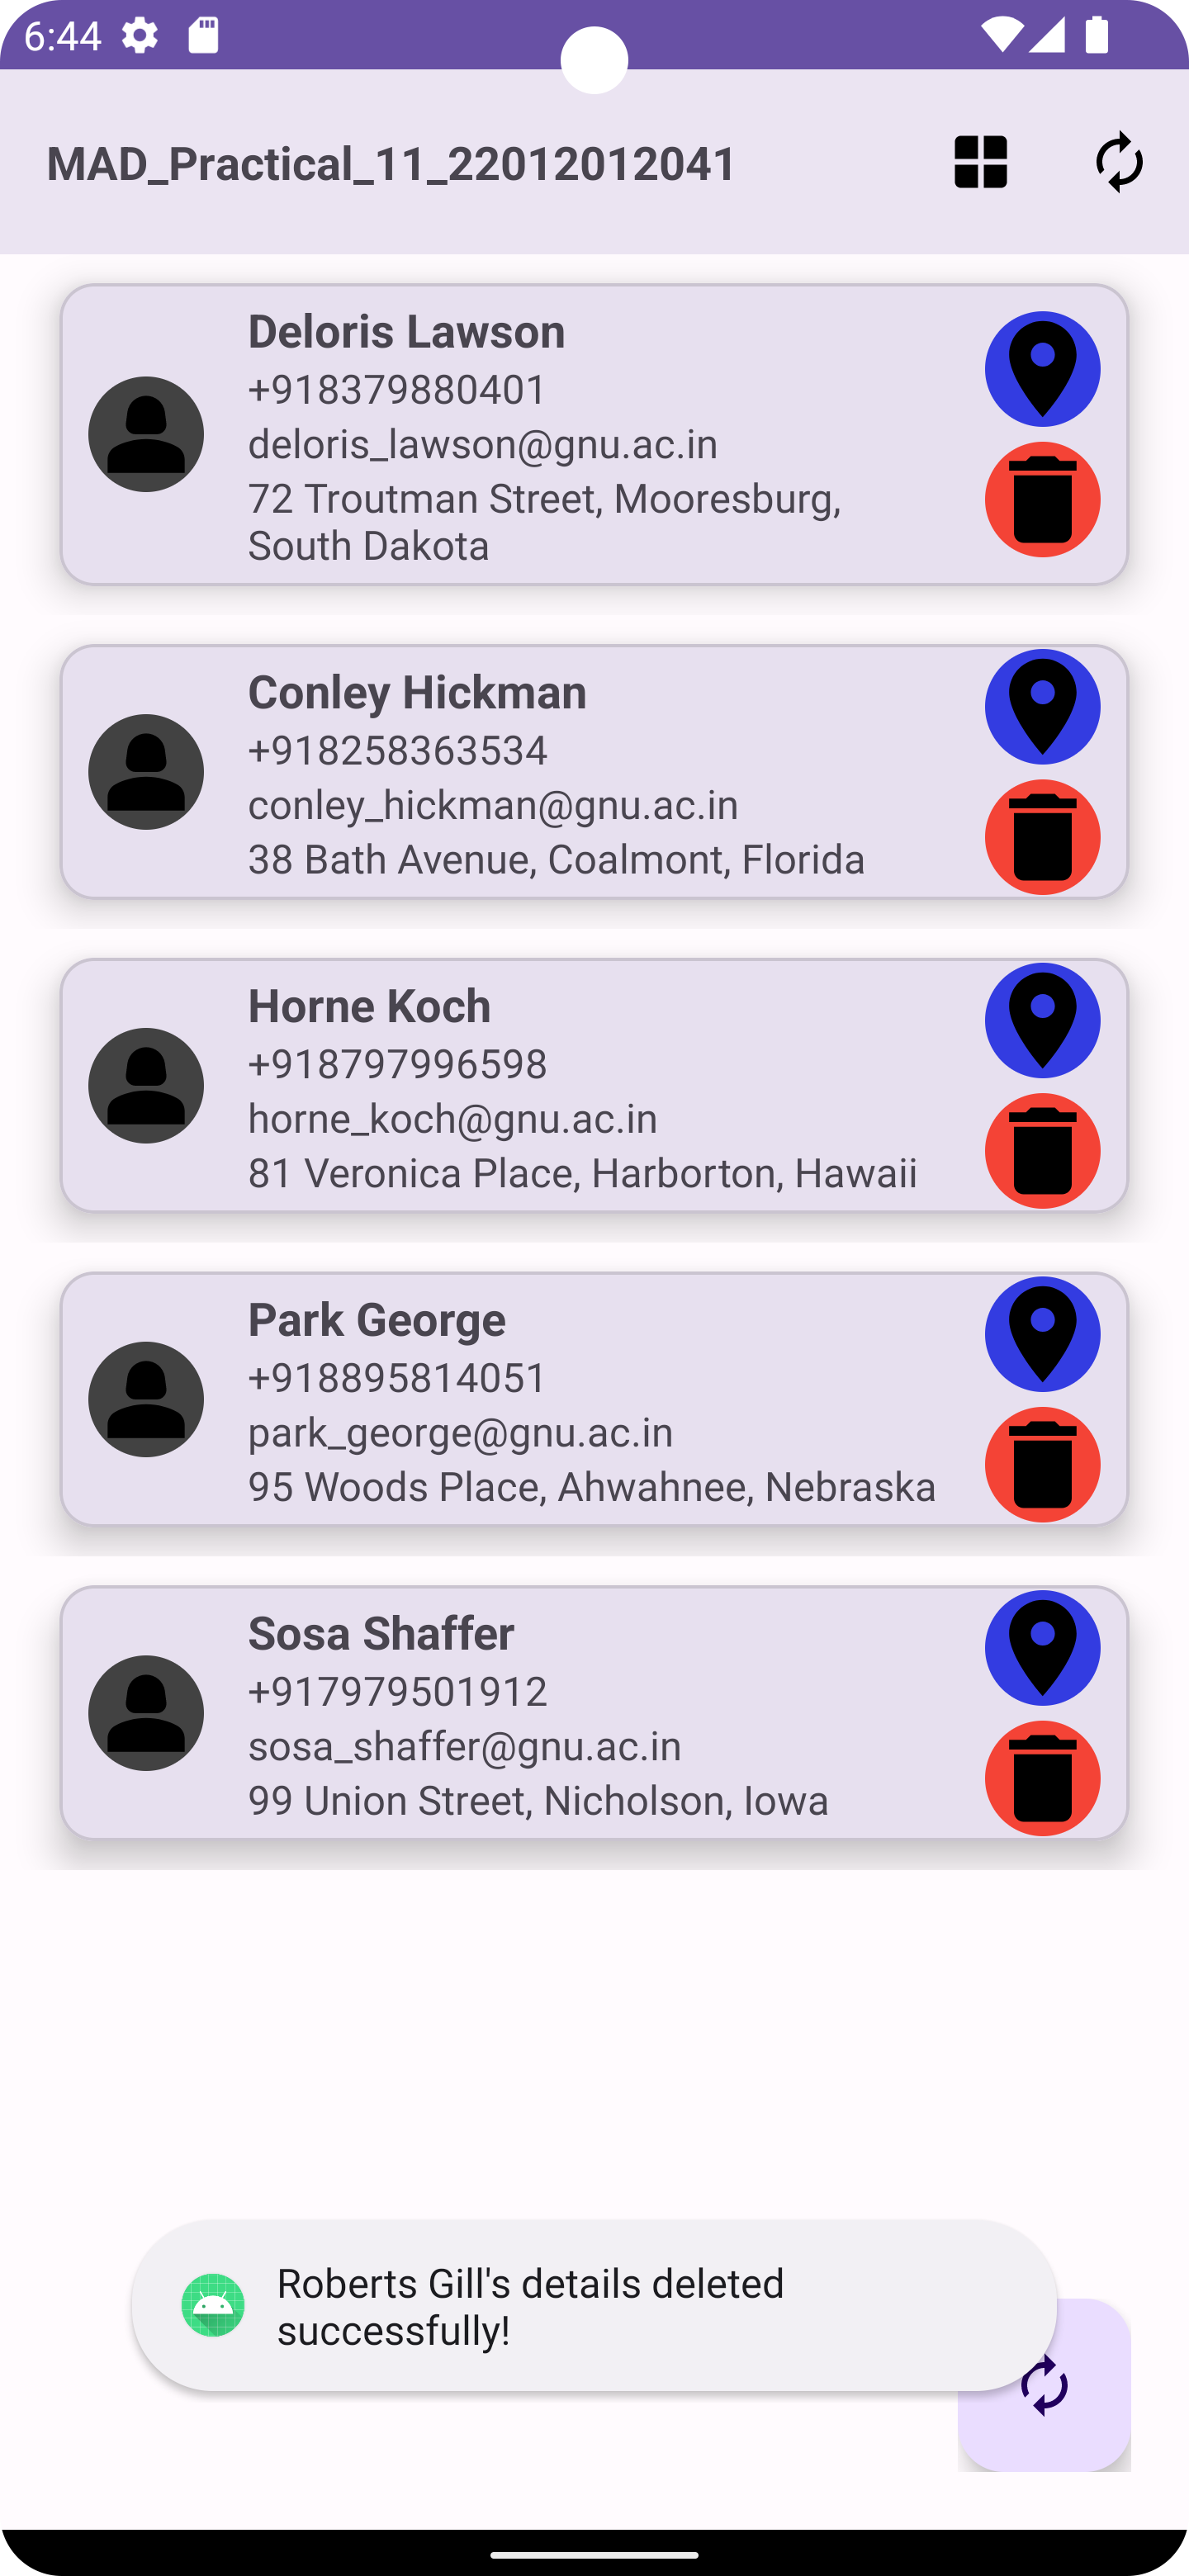 6:44
MAD_Practical_11_22012012041
Deloris Lawson
+918379880401
deloris_lawson@gnu.ac.in
72 Troutman Street, Mooresburg,
South Dakota
Conley Hickman
+918258363534
conley_hickman@gnu.ac.in
38 Bath Avenue, Coalmont, Florida
Horne Koch
+918797996598
horne_koch@gnu.ac.in
81 Veronica Place, Harborton, Hawaii
Park George
+918895814051
park_george@gnu.ac.in
95 Woods Place, Ahwahnee, Nebraska
Sosa Shaffer
+917979501912
sosa_shaffer@gnu.ac.in
99 Union Street, Nicholson, Iowa
Roberts Gill's details deleted
successfully!